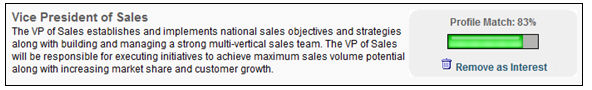 Vice President of Sales
The VP of Sales establishes and implements national sales objectives and strategies
along with building and managing a strong multi-vertical sales team. The VP of Sales
will be responsible for executing initiatives to achieve maximum sales volume potential
along with increasing market share and customer growth.
Profile Match: 83%
Remove as Interest